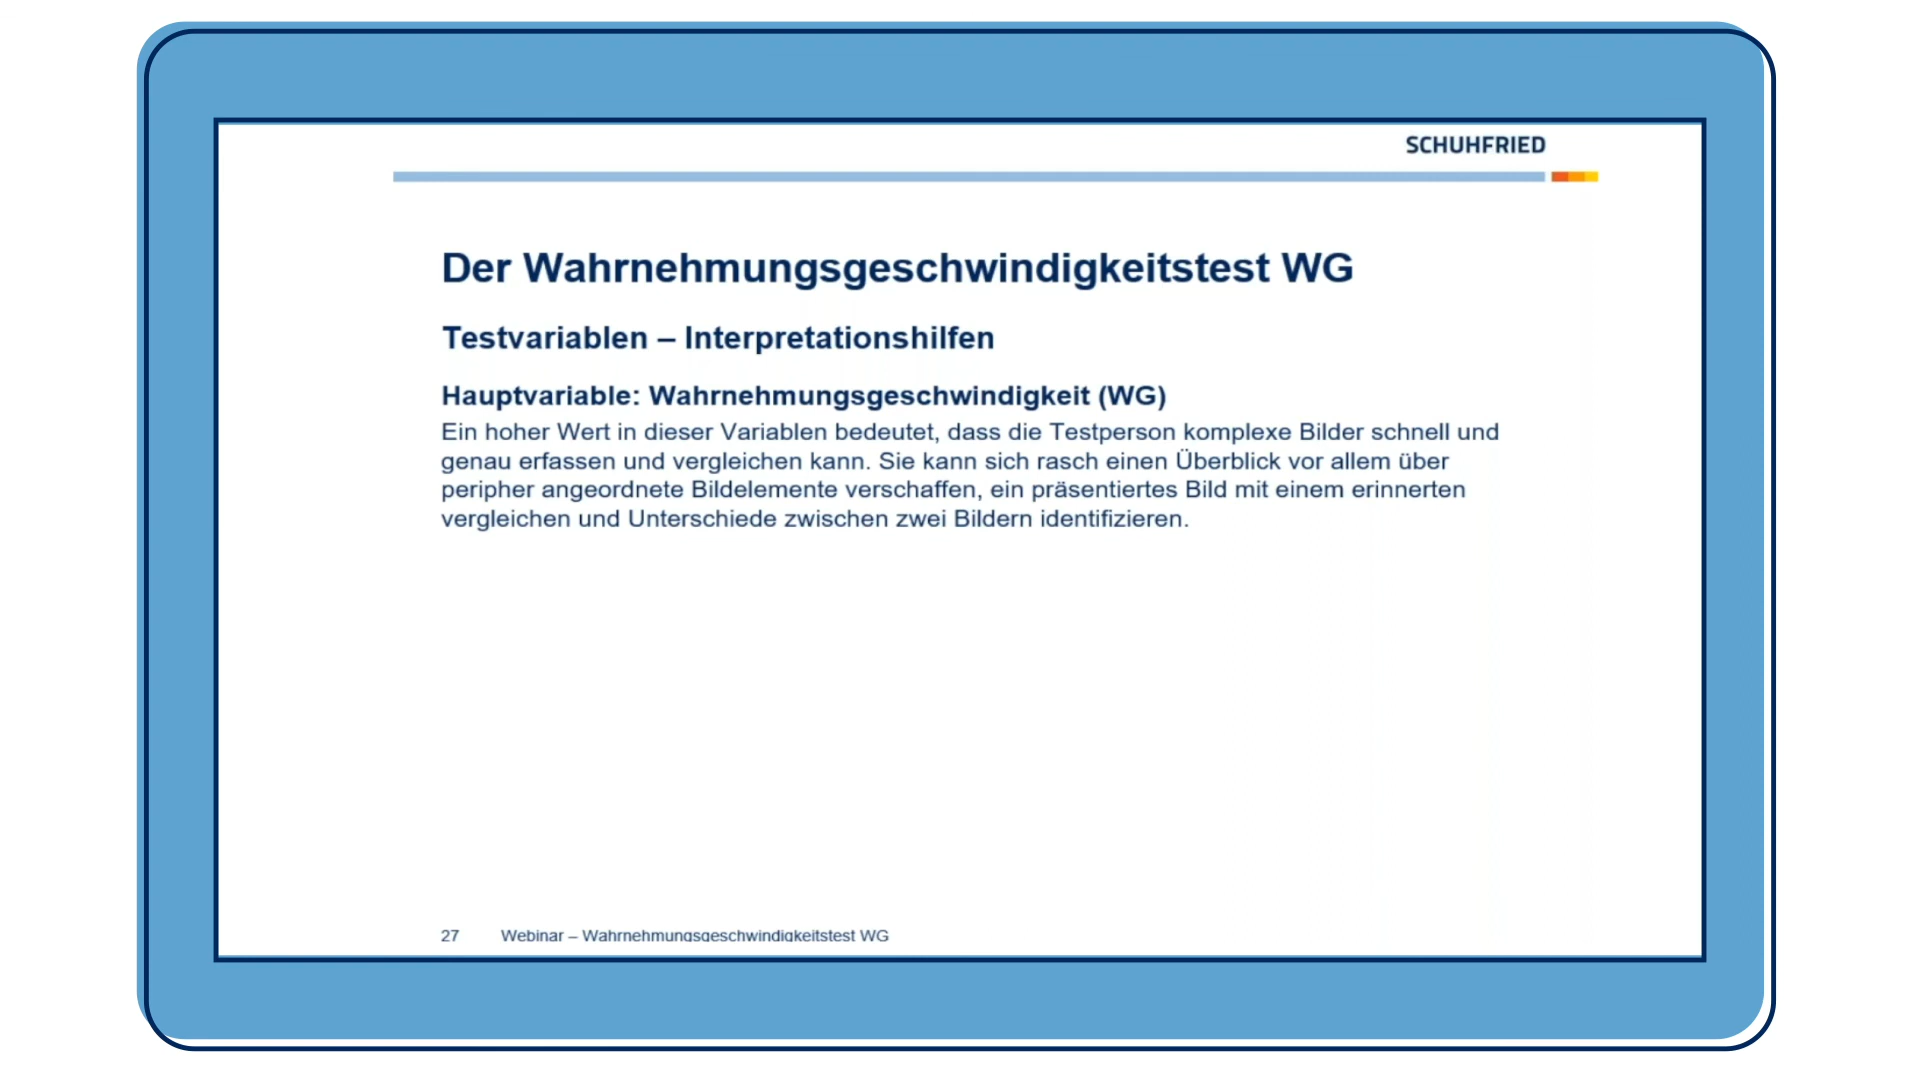 SCHUHFRIED
Der Wahrnehmungsgeschwindigkeitstest WG
Testvariablen – Interpretationshilfen
Hauptvariable: Wahrnehmungsgeschwindigkeit (WG)
Ein hoher Wert in dieser Variablen bedeutet, dass die Testperson komplexe Bilder schnell und
genau erfassen und vergleichen kann. Sie kann sich rasch einen Überblick vor allem über
peripher angeordnete Bildelemente verschaffen, ein präsentiertes Bild mit einem erinnerten
vergleichen und Unterschiede zwischen zwei Bildern identifizieren.
27 Webinar – Wahrnehmungsgeschwindigkeitstest WG